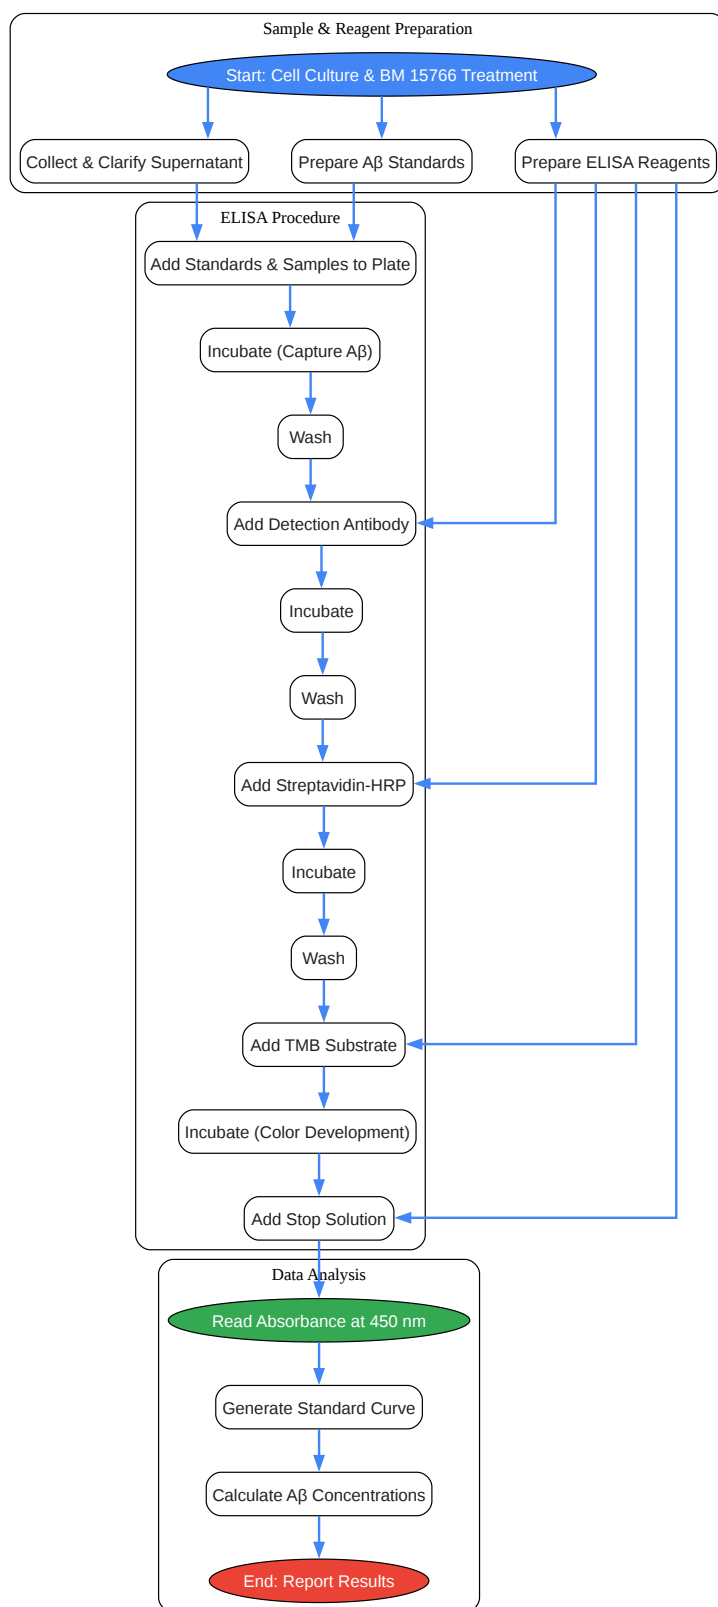 Sample & Reagent Preparation
Start: Cell Culture & BM 15766 Treatment
Collect & Clarify Supernatant
Prepare Aβ Standards
Prepare ELISA Reagents
ELISA Procedure
Add Standards & Samples to Plate
Incubate (Capture Aβ)
Wash
Add Detection Antibody
Incubate
Wash
Add Streptavidin-HRP
Incubate
Wash
Add TMB Substrate
Incubate (Color Development)
Add Stop Solution
Data Analysis
Read Absorbance at 450 nm
Generate Standard Curve
Calculate Aβ Concentrations
End: Report Results